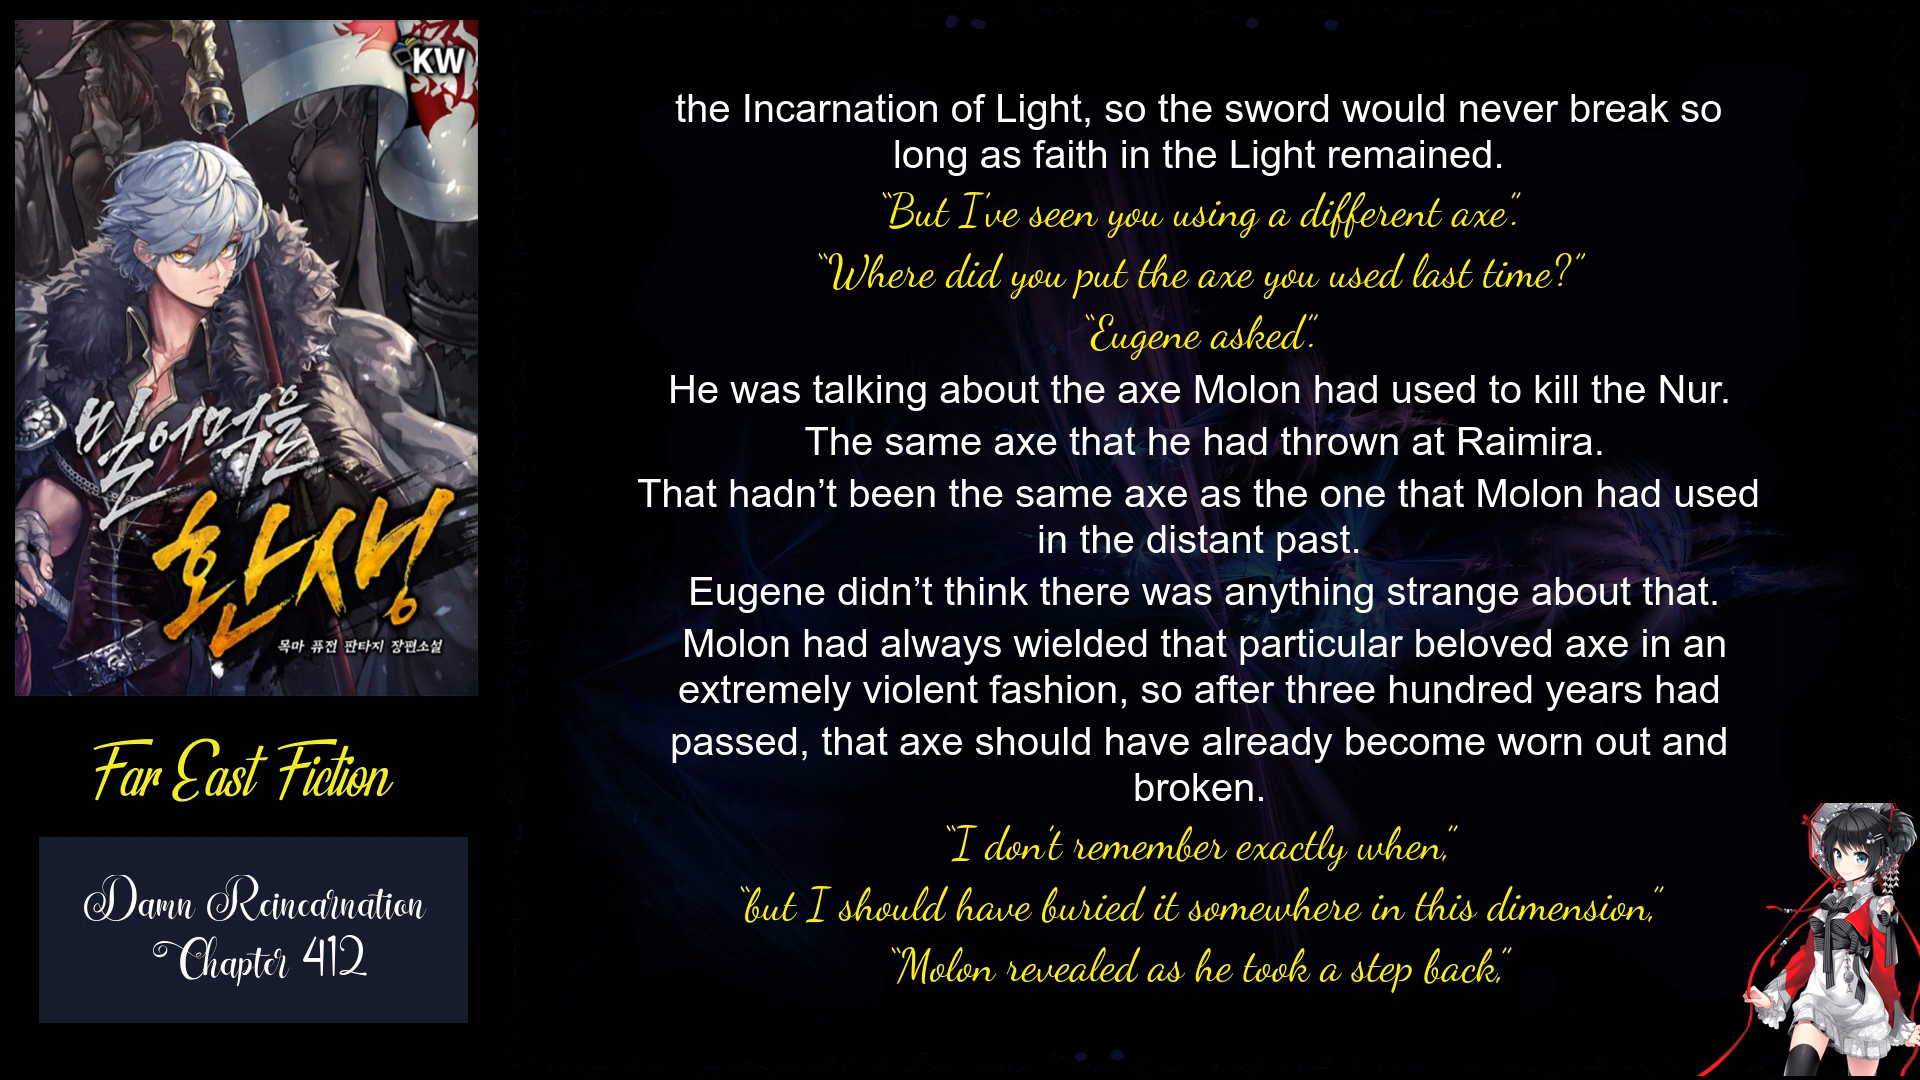 KW
빌어먹을
환생
목마 퓨전 판타지 장편소설
Far East Fiction
Damn Reincarnation
Chapter 412
the Incarnation of Light, so the sword would never break so
long as faith in the Light remained.
“But I’ve seen you using a different axe”.
“Where did you put the axe you used last time?”
“Eugene asked”.
He was talking about the axe Molon had used to kill the Nur.
The same axe that he had thrown at Raimira.
That hadn’t been the same axe as the one that Molon had used
in the distant past.
Eugene didn’t think there was anything strange about that.
Molon had always wielded that particular beloved axe in an
extremely violent fashion, so after three hundred years had
passed, that axe should have already become worn out and
broken.
“I don’t remember exactly when,”
“but I should have buried it somewhere in this dimension,”
“Molon revealed as he took a step back,”